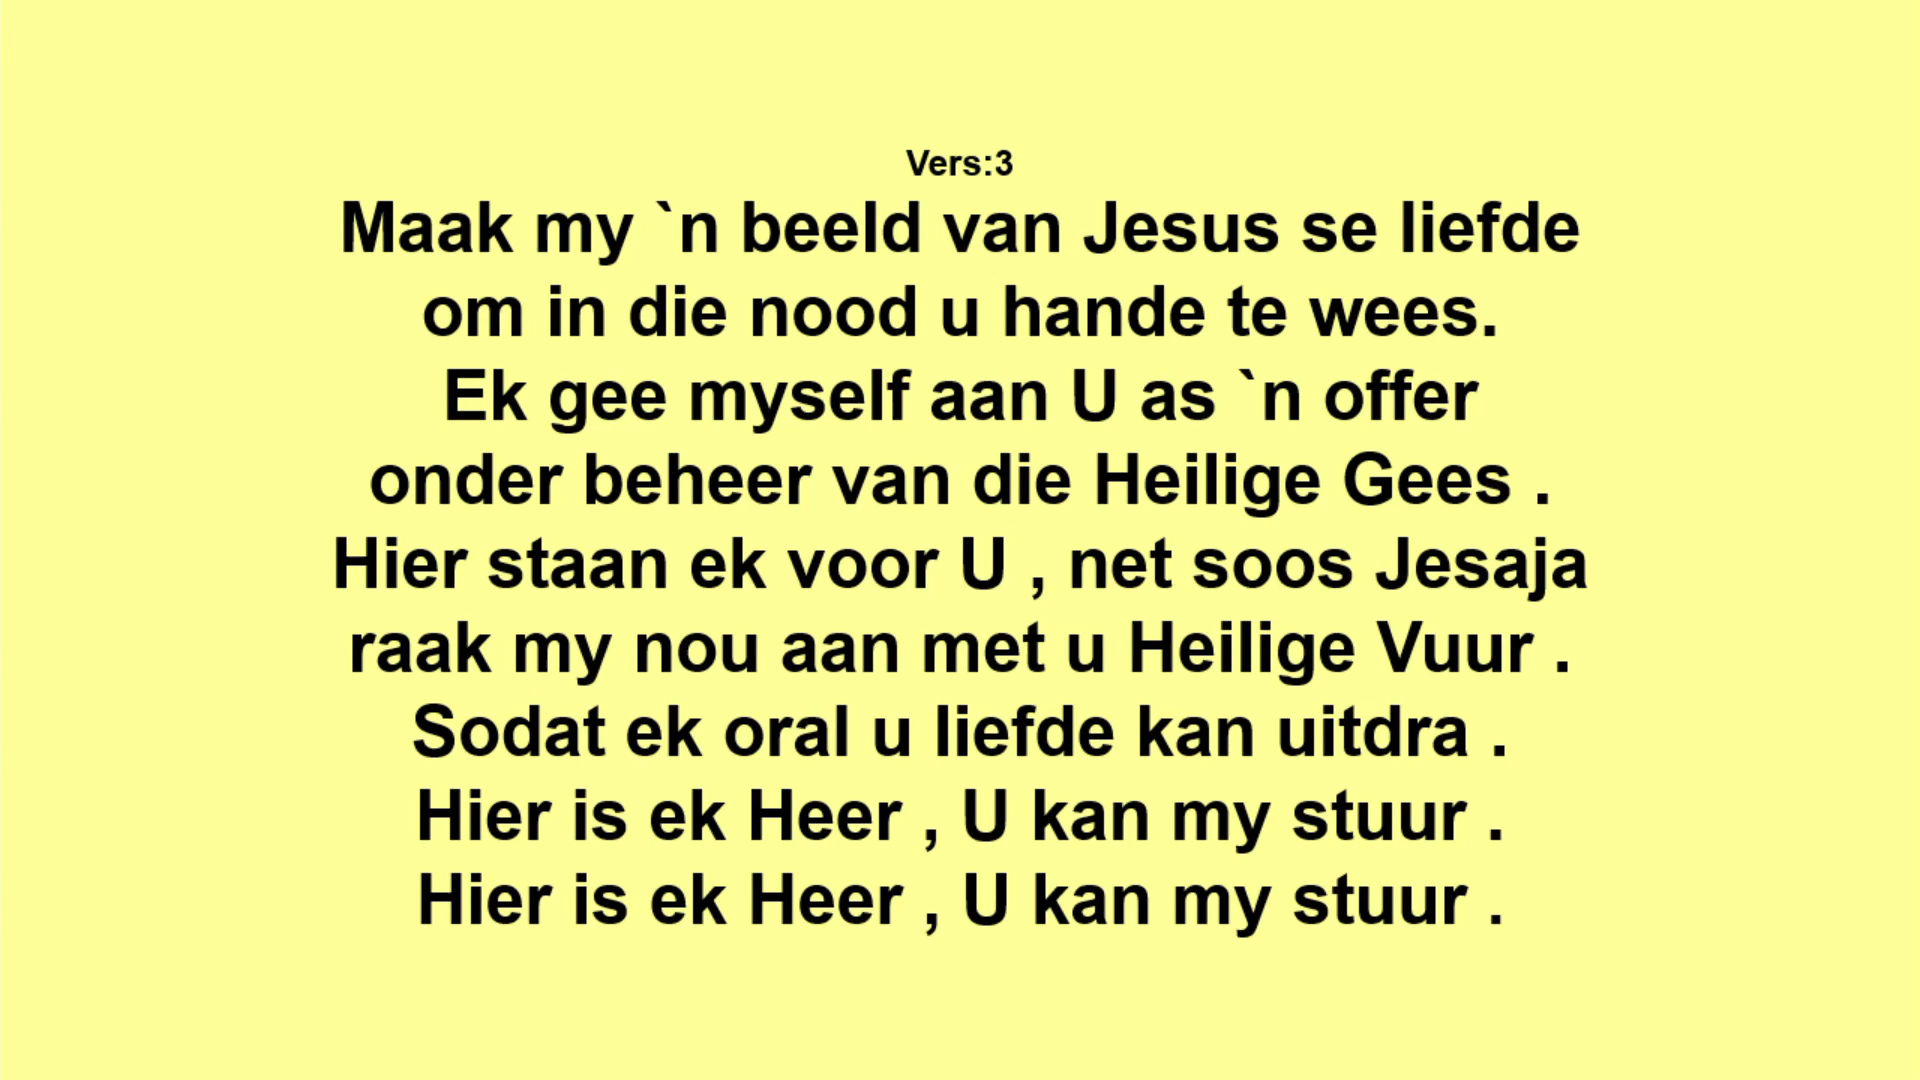 Vers:3
Maak my `n beeld van Jesus se liefde
om in die nood u hande te wees.
Ek gee myself aan U as `n offer
onder beheer van die Heilige Gees .
Hier staan ek voor U , net soos Jesaja
raak my nou aan met u Heilige Vuur .
Sodat ek oral u liefde kan uitdra .
Hier is ek Heer , U kan my stuur .
Hier is ek Heer , U kan my stuur .